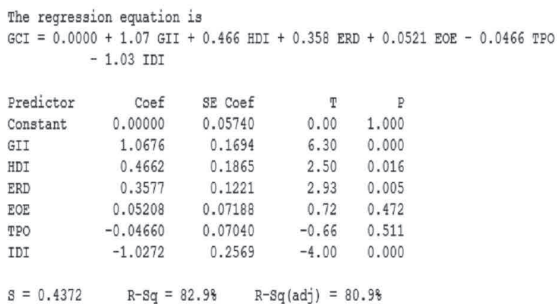 The regression equation is
GCI = 0.0000 + 1.07 GII + 0.466 HDI + 0.358 ERD + 0.0521 EOE - 0.0466 TPO
- 1.03 IDI
Predictor Coef SE Coef T P
Constant 0.00000 0.05740 0.00 1.000
GII 1.0676 0.1694 6.30 0.000
HDI 0.4662 0.1865 2.50 0.016
ERD 0.3577 0.1221 2.93 0.005
EOE 0.05208 0.07188 0.72 0.472
TPO -0.04660 0.07040 -0.66 0.511
IDI -1.0272 0.2569 -4.00 0.000
S = 0.4372 R-Sq = 82.9% R-Sq(adj) = 80.9%